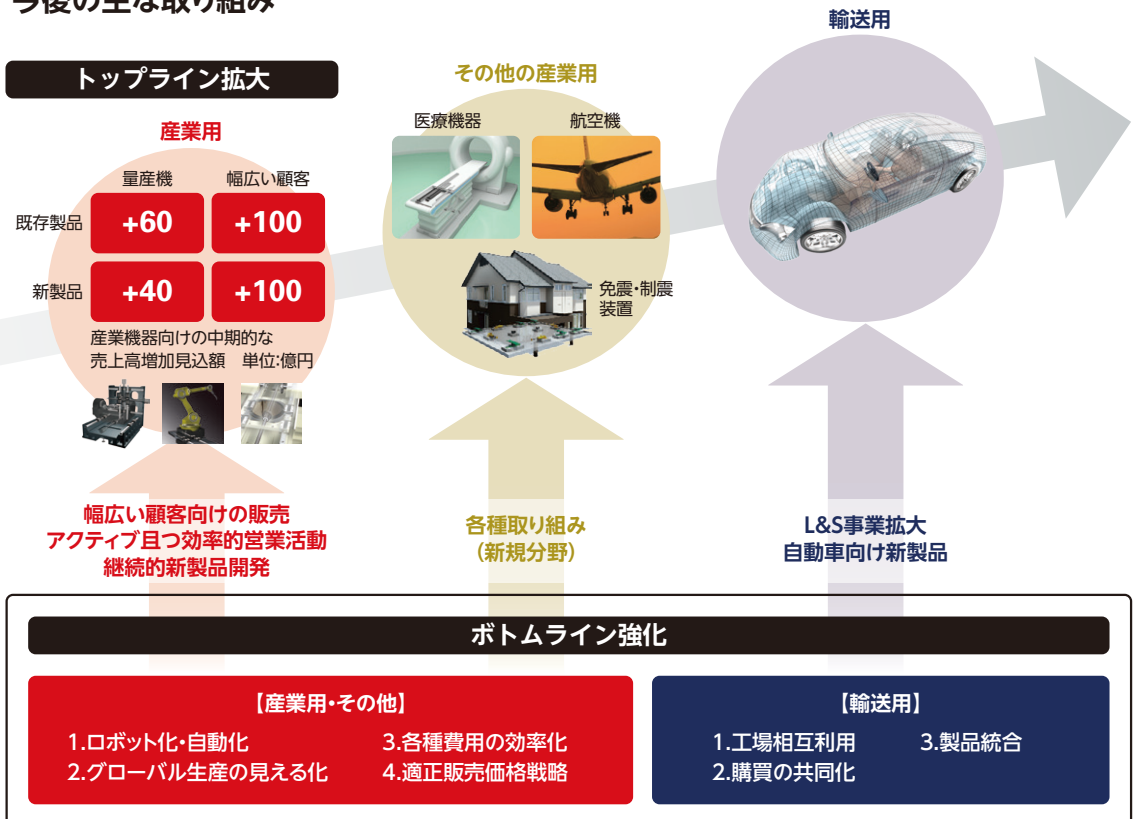 今後の主な取り組み
トップライン拡大
産業用
量産機 幅広い顧客
既存製品 +60 +100
新製品 +40 +100
産業機器向けの中期的な
売上高増加見込額 単位:億円
その他の産業用
医療機器 航空機
免震・制震
装置
輸送用
幅広い顧客向けの販売
アクティブ且つ効率的営業活動
継続的新製品開発
各種取り組み
(新規分野)
L&S事業拡大
自動車向け新製品
ボトムライン強化
【産業用・その他】
1.ロボット化・自動化 3.各種費用の効率化
2.グローバル生産の見える化 4.適正販売価格戦略
【輸送用】
1.工場相互利用 3.製品統合
2.購買の共同化